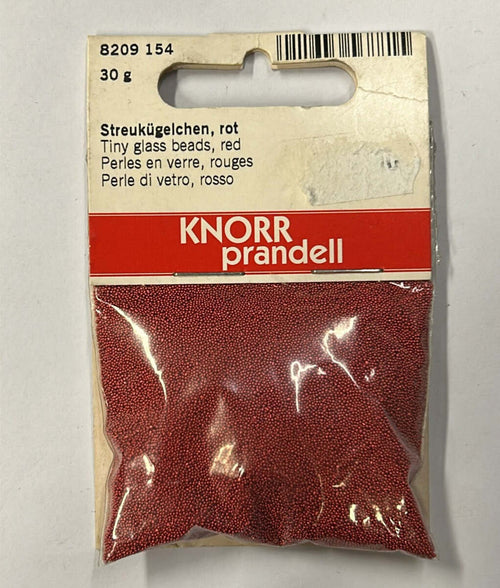 8209 154
30 g
Streukügelchen, rot
Tiny glass beads, red
Perles en verre, rouges
Perle di vetro, rosso
KNORR
prandell